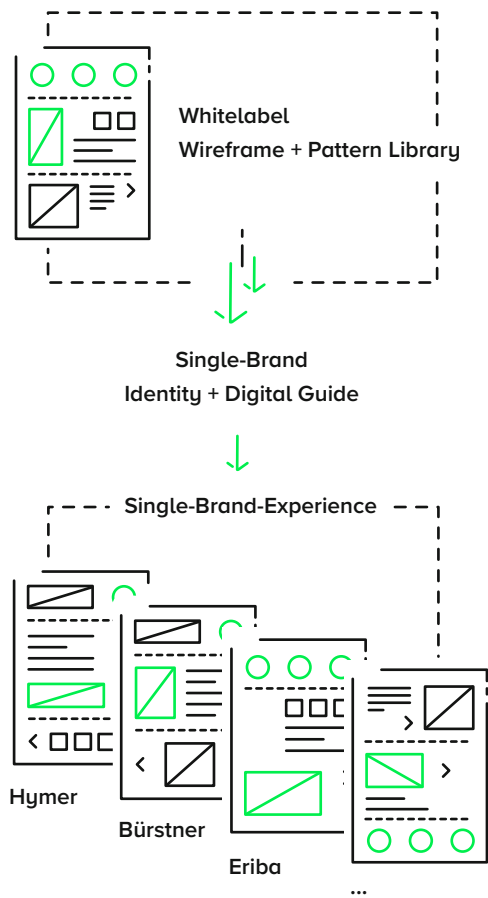 Whitelabel
Wireframe + Pattern Library
Single-Brand
Identity + Digital Guide
Single-Brand-Experience
Hymer
Bürstner
Eriba
...